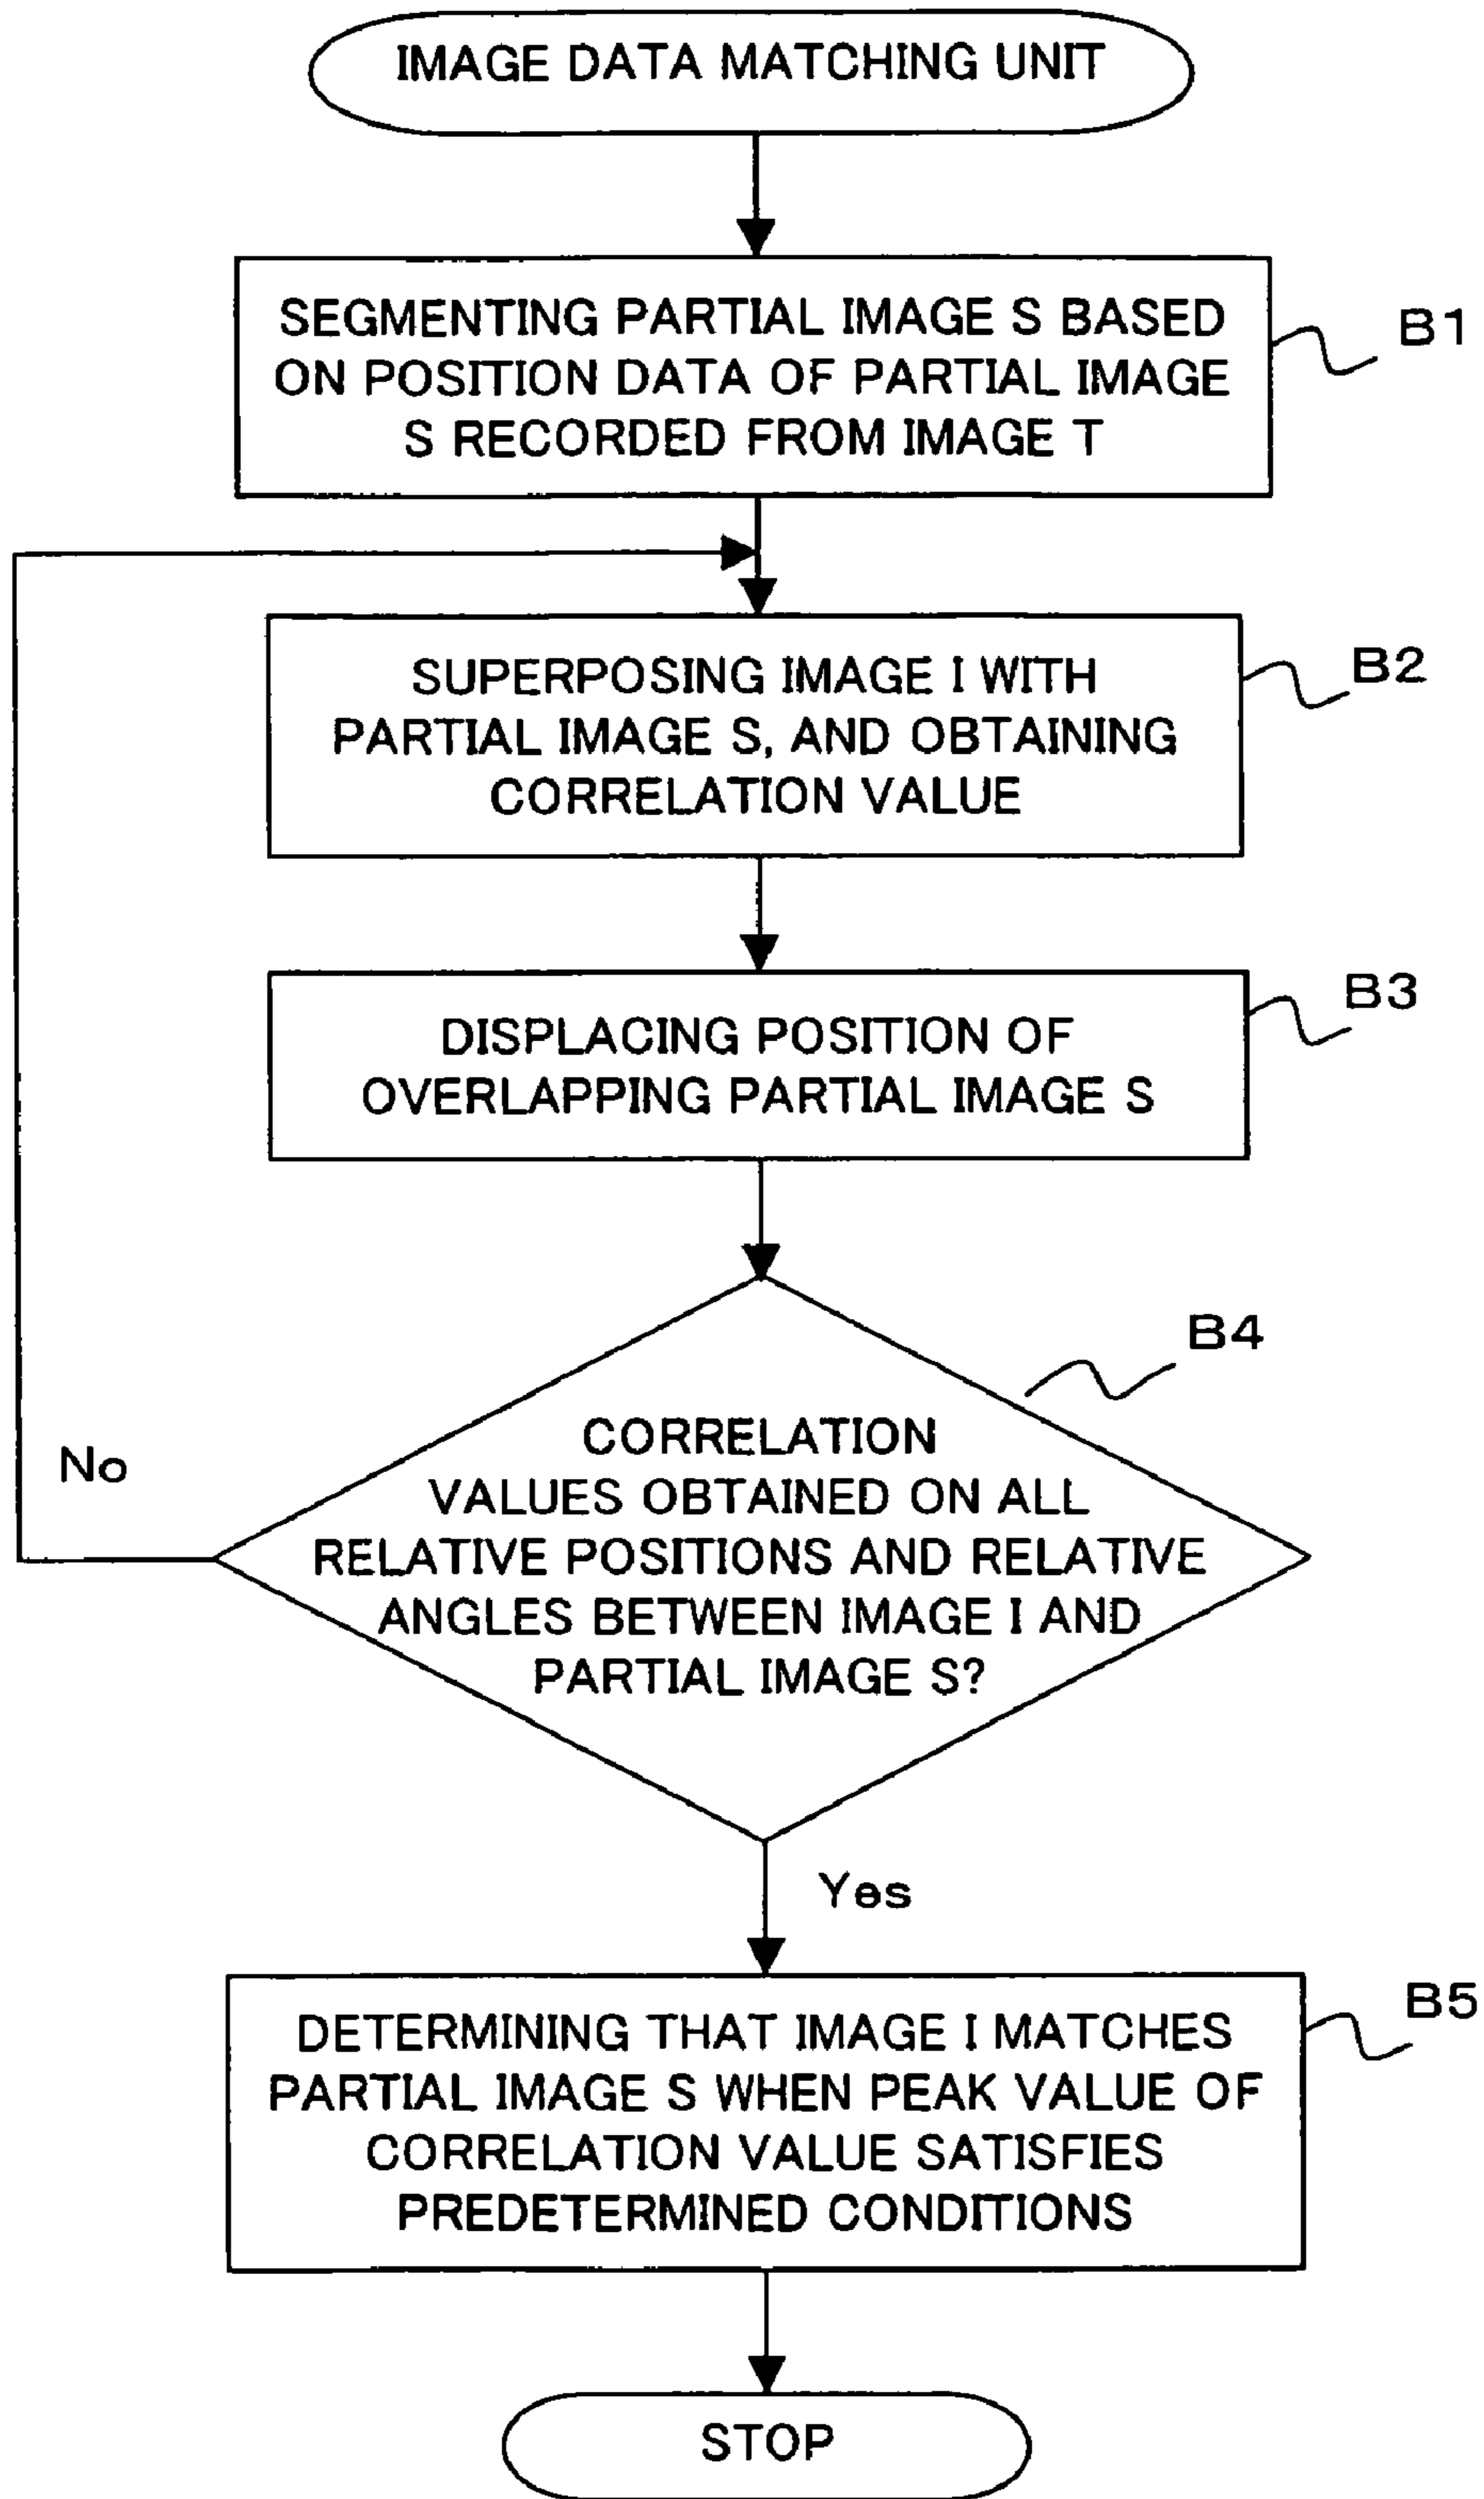 IMAGE DATA MATCHING UNIT
SEGMENTING PARTIAL IMAGE S BASED
ON POSITION DATA OF PARTIAL IMAGE
S RECORDED FROM IMAGE T
B1
SUPERPOSING IMAGE I WITH
PARTIAL IMAGE S, AND OBTAINING
CORRELATION VALUE
B2
DISPLACING POSITION OF
OVERLAPPING PARTIAL IMAGE S
B3
B4
CORRELATION
VALUES OBTAINED ON ALL
RELATIVE POSITIONS AND RELATIVE
ANGLES BETWEEN IMAGE I AND
PARTIAL IMAGE S?
No
Yes
DETERMINING THAT IMAGE I MATCHES
PARTIAL IMAGE S WHEN PEAK VALUE OF
CORRELATION VALUE SATISFIES
PREDETERMINED CONDITIONS
B5
STOP